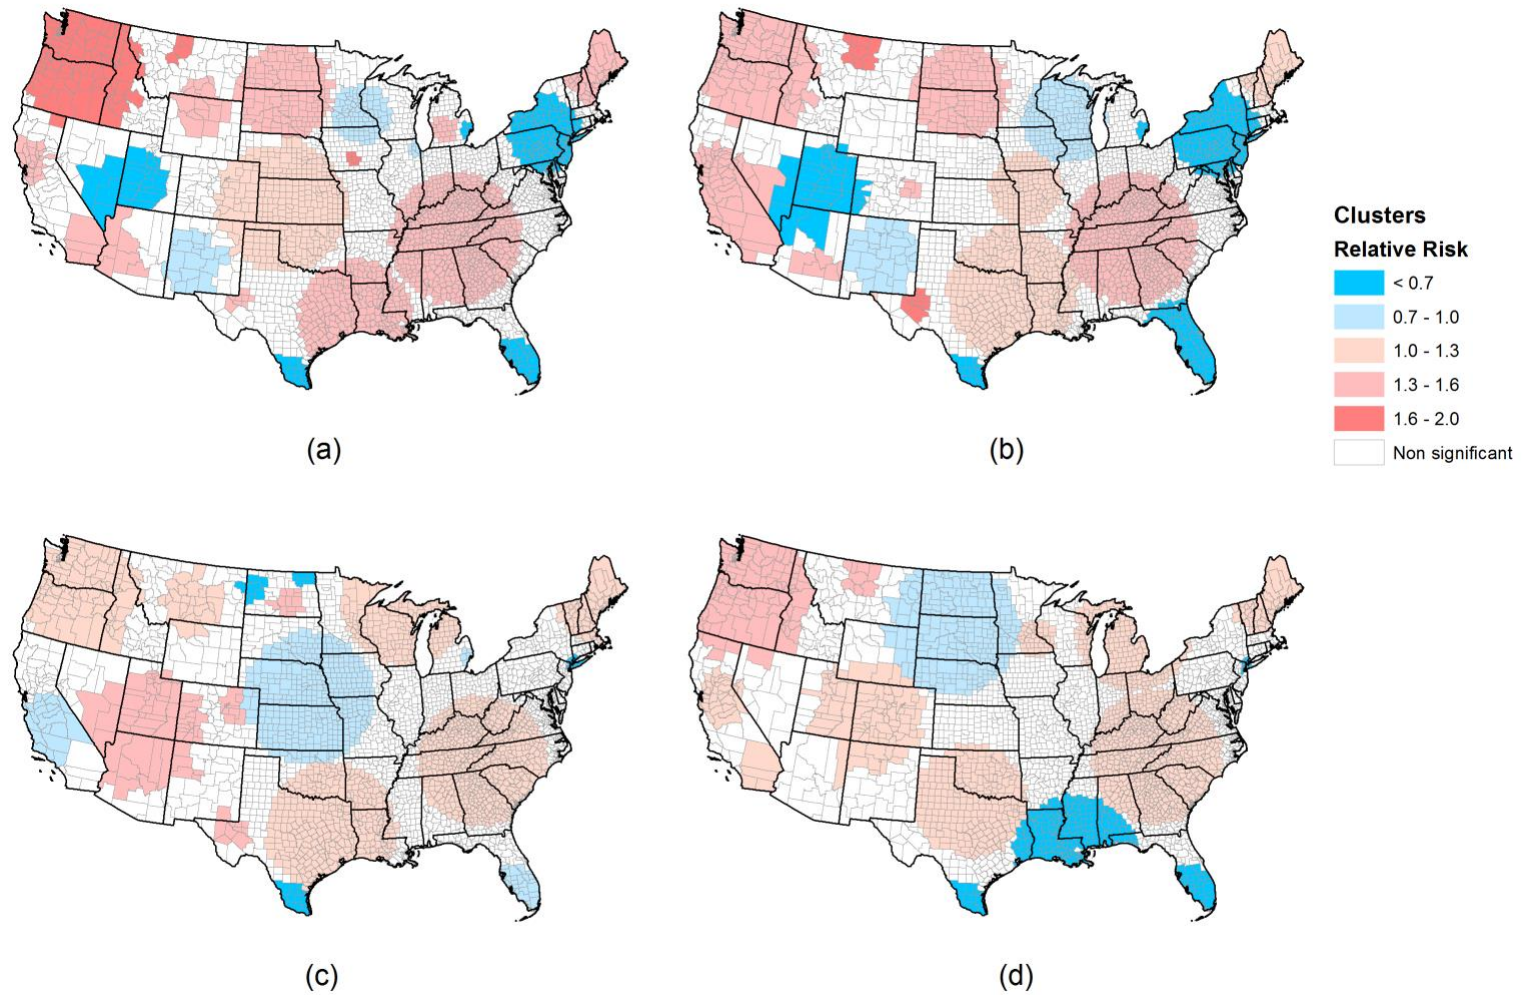 (a)
(b)
Clusters
Relative Risk
< 0.7
0.7 - 1.0
1.0 - 1.3
1.3 - 1.6
1.6 - 2.0
Non significant
(c)
(d)